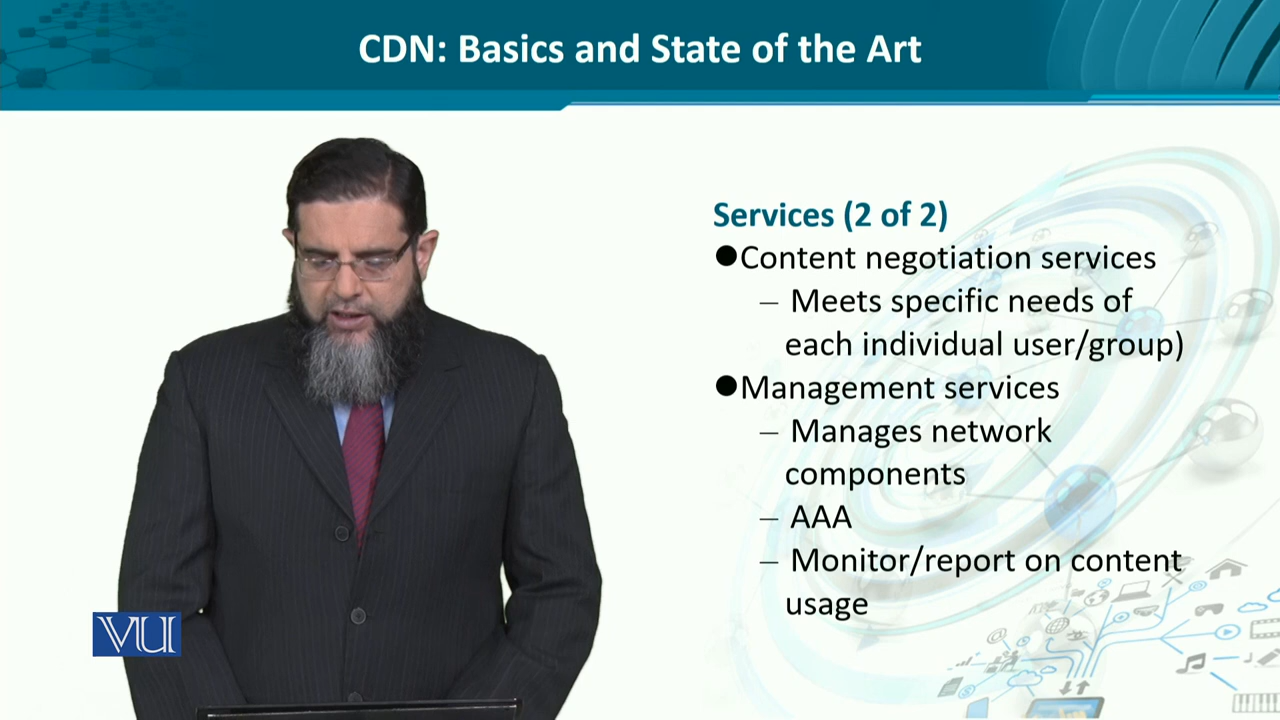 CDN: Basics and State of the Art
Services (2 of 2)
●Content negotiation services
– Meets specific needs of
each individual user/group)
●Management services
– Manages network
components
– AAA
– Monitor/report on content
usage
VU